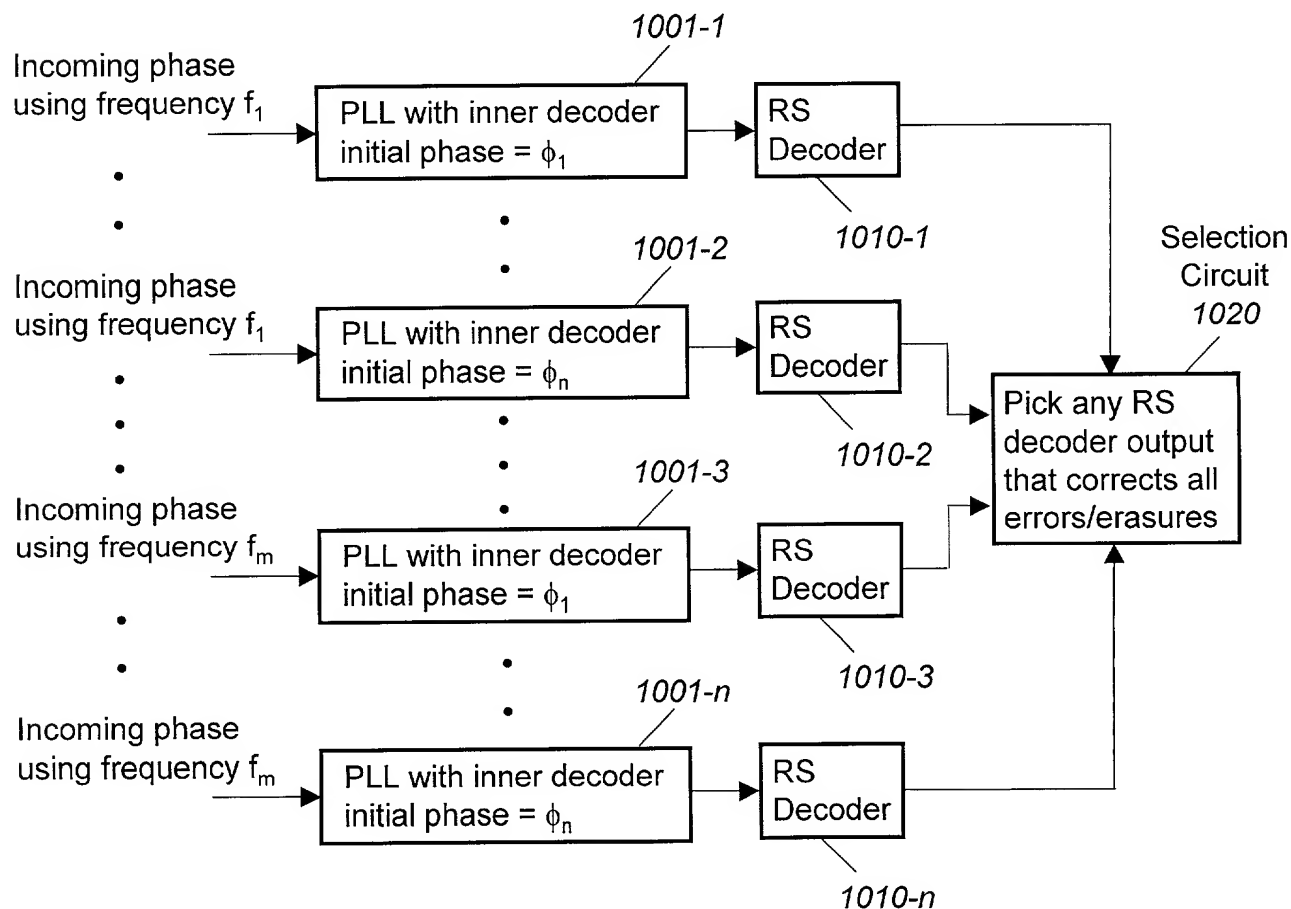 1001-1
Incoming phase
using frequency f₁
PLL with inner decoder
initial phase = ϕ₁
RS
Decoder
1010-1
1001-2
Incoming phase
using frequency f₁
PLL with inner decoder
initial phase = ϕₙ
RS
Decoder
1010-2
Selection
Circuit
1020
Pick any RS
decoder output
that corrects all
errors/erasures
1001-3
Incoming phase
using frequency fₘ
PLL with inner decoder
initial phase = ϕ₁
RS
Decoder
1010-3
1001-n
Incoming phase
using frequency fₘ
PLL with inner decoder
initial phase = ϕₙ
RS
Decoder
1010-n